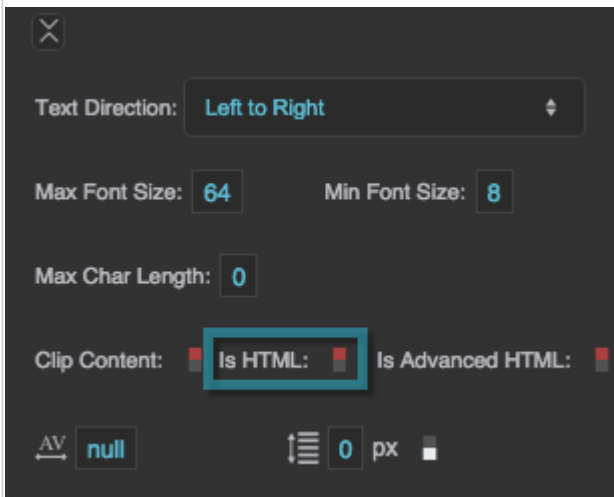 Text Direction: Left to Right
Max Font Size: 64 Min Font Size: 8
Max Char Length: 0
Clip Content: Is HTML: Is Advanced HTML:
AV null 0 px